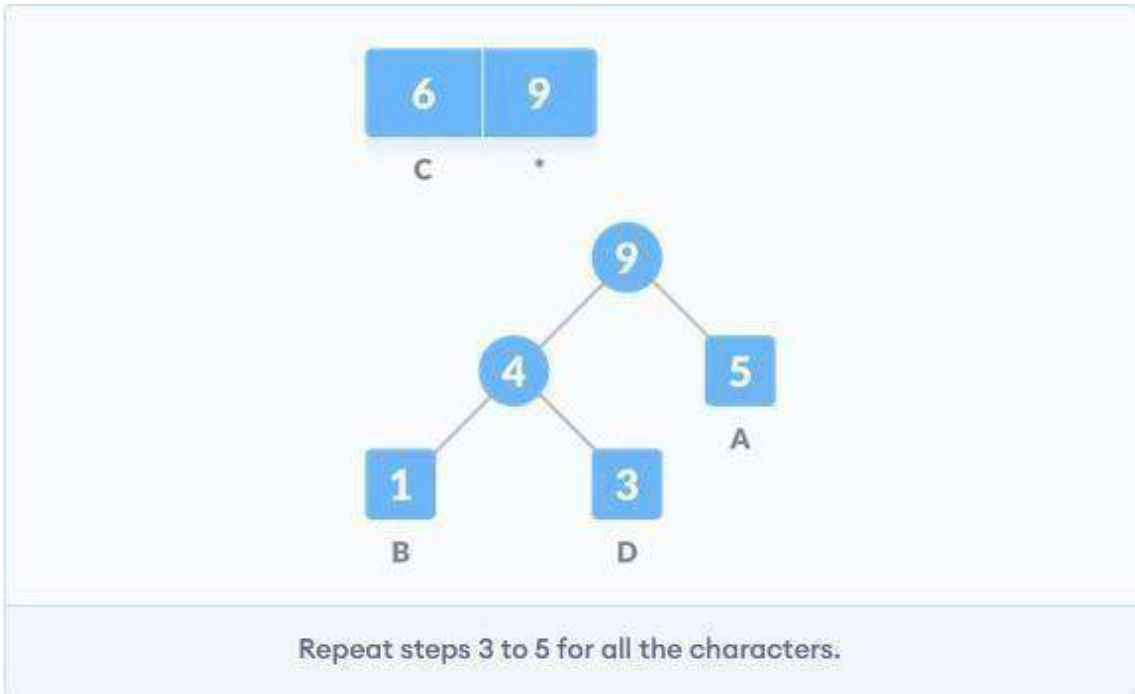 6 9
C *
9
4 5
A
1 3
B D
Repeat steps 3 to 5 for all the characters.